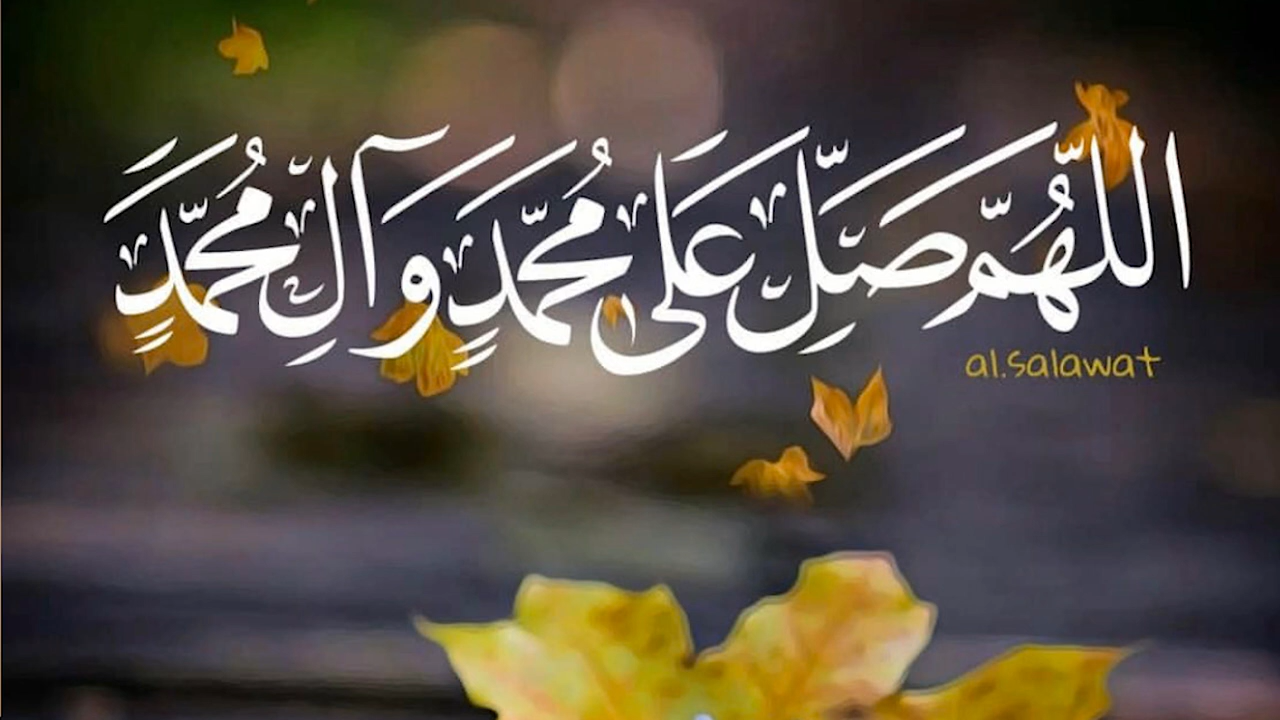 اللّٰهُمَّ صَلِّ عَلَى مُحَمَّدٍ وَآلِ مُحَمَّدٍ
al.salawat